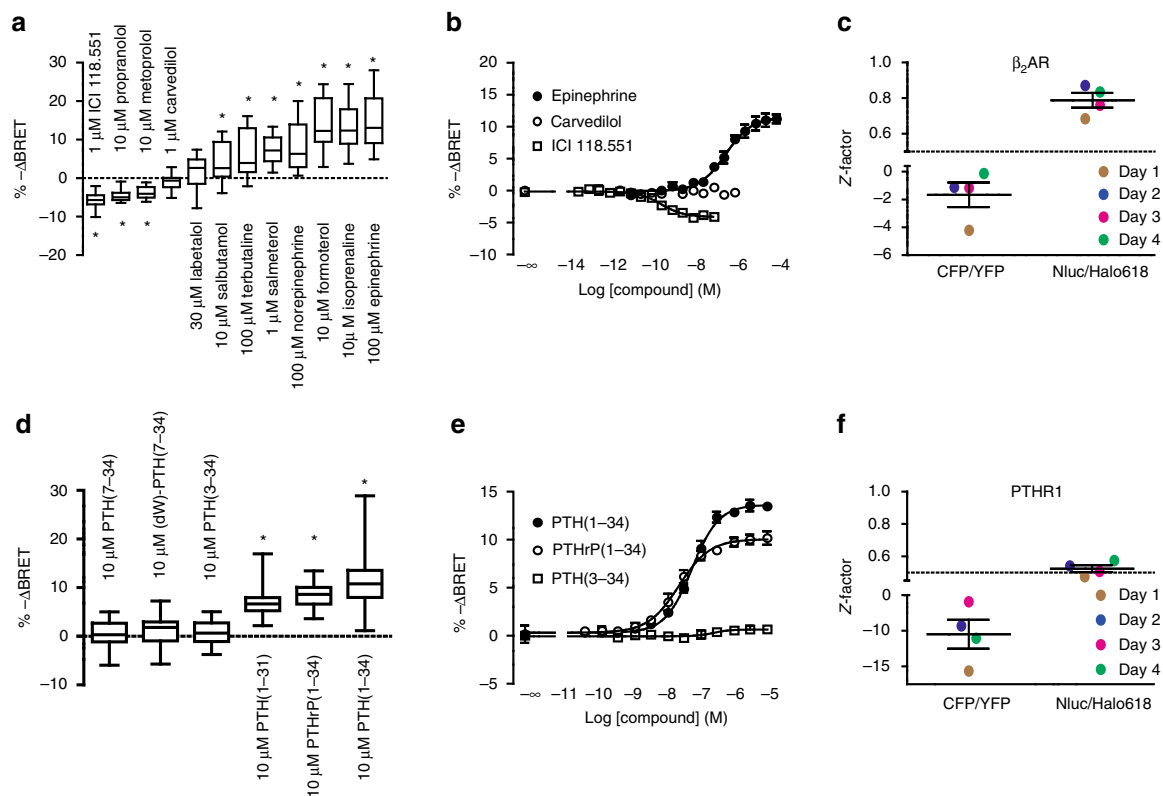 a
30
20
10
0
−10
−20
% −ΔBRET
1 μM ICI 118.551
10 μM propranolol
10 μM metoprolol
1 μM carvedilol
30 μM labetalol
10 μM salbutamol
100 μM terbutaline
1 μM salmeterol
100 μM norepinephrine
10 μM formoterol
10μ M isoprenaline
100 μM epinephrine
* * * * * * * * * *
b
30
20
10
0
−5
−10
% −ΔBRET
Epinephrine
Carvedilol
ICI 118.551
−∞ −14 −12 −10 −8 −6 −4
Log [compound] (M)
c
β2AR
1.0
0.8
0.6
0
−2
−4
−6
Z-factor
Day 1
Day 2
Day 3
Day 4
CFP/YFP Nluc/Halo618
d
30
20
10
0
−10
% −ΔBRET
10 μM PTH(7–34)
10 μM (dW)-PTH(7–34)
10 μM PTH(3–34)
10 μM PTH(1–31)
10 μM PTHrP(1–34)
10 μM PTH(1–34)
* * *
e
15
10
5
0
−5
% −ΔBRET
PTH(1–34)
PTHrP(1–34)
PTH(3–34)
−∞ −11 −10 −9 −8 −7 −6 −5
Log [compound] (M)
f
PTHR1
1.0
0.6
0
−10
−15
Z-factor
Day 1
Day 2
Day 3
Day 4
CFP/YFP Nluc/Halo618